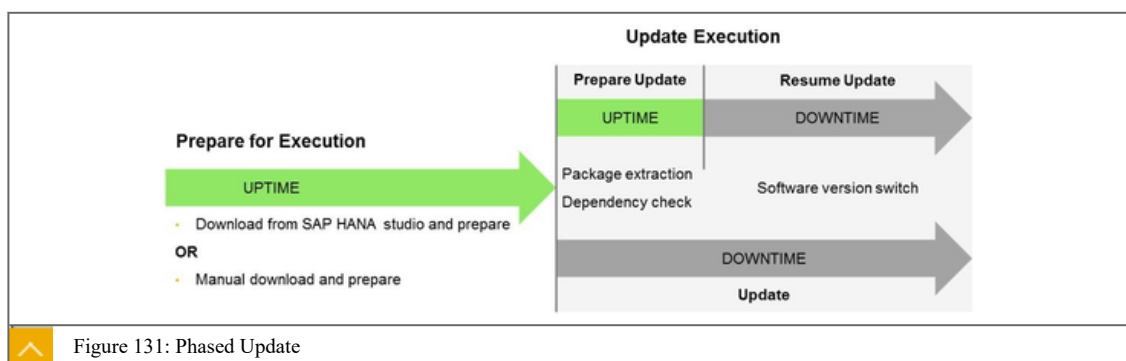 Update Execution
Prepare Update
Resume Update
UPTIME
DOWNTIME
Prepare for Execution
UPTIME
Package extraction
Dependency check
Software version switch
• Download from SAP HANA studio and prepare
OR
• Manual download and prepare
DOWNTIME
Update
Figure 131: Phased Update